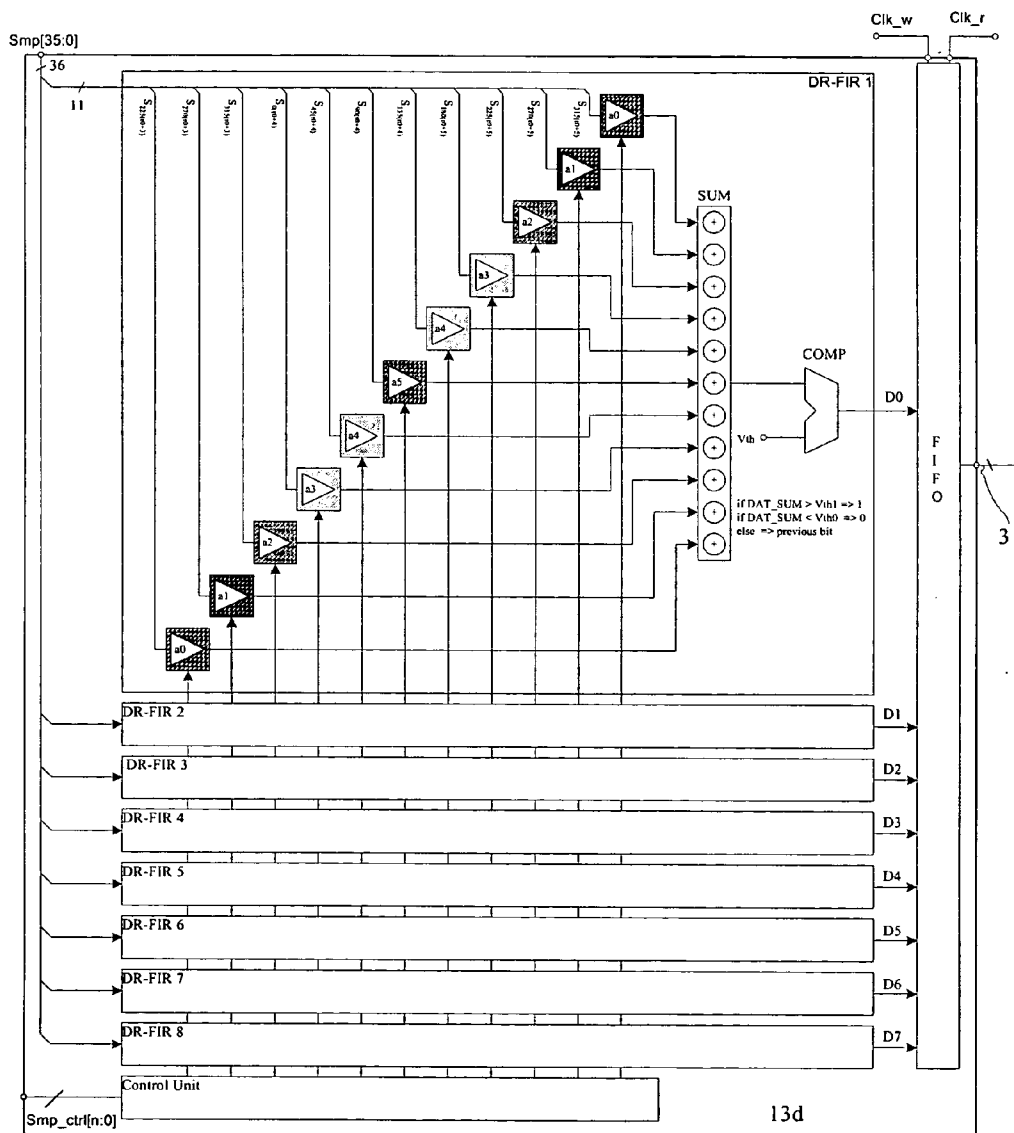 Clk_w
Clk_r
Smp[35:0]
36
11
DR-FIR 1
a0
a1
SUM
a2
+
+
a3
+
+
a4
+
COMP
a5
+
D0
a4
+
Vth
+
F
I
F
O
a3
+
3
if DAT_SUM > Vth1 => 1
if DAT_SUM < Vth0 => 0
else => previous bit
a2
+
+
a1
a0
DR-FIR 2
D1
DR-FIR 3
D2
DR-FIR 4
D3
DR-FIR 5
D4
DR-FIR 6
D5
DR-FIR 7
D6
DR-FIR 8
D7
Control Unit
Smp_ctrl[n:0]
13d